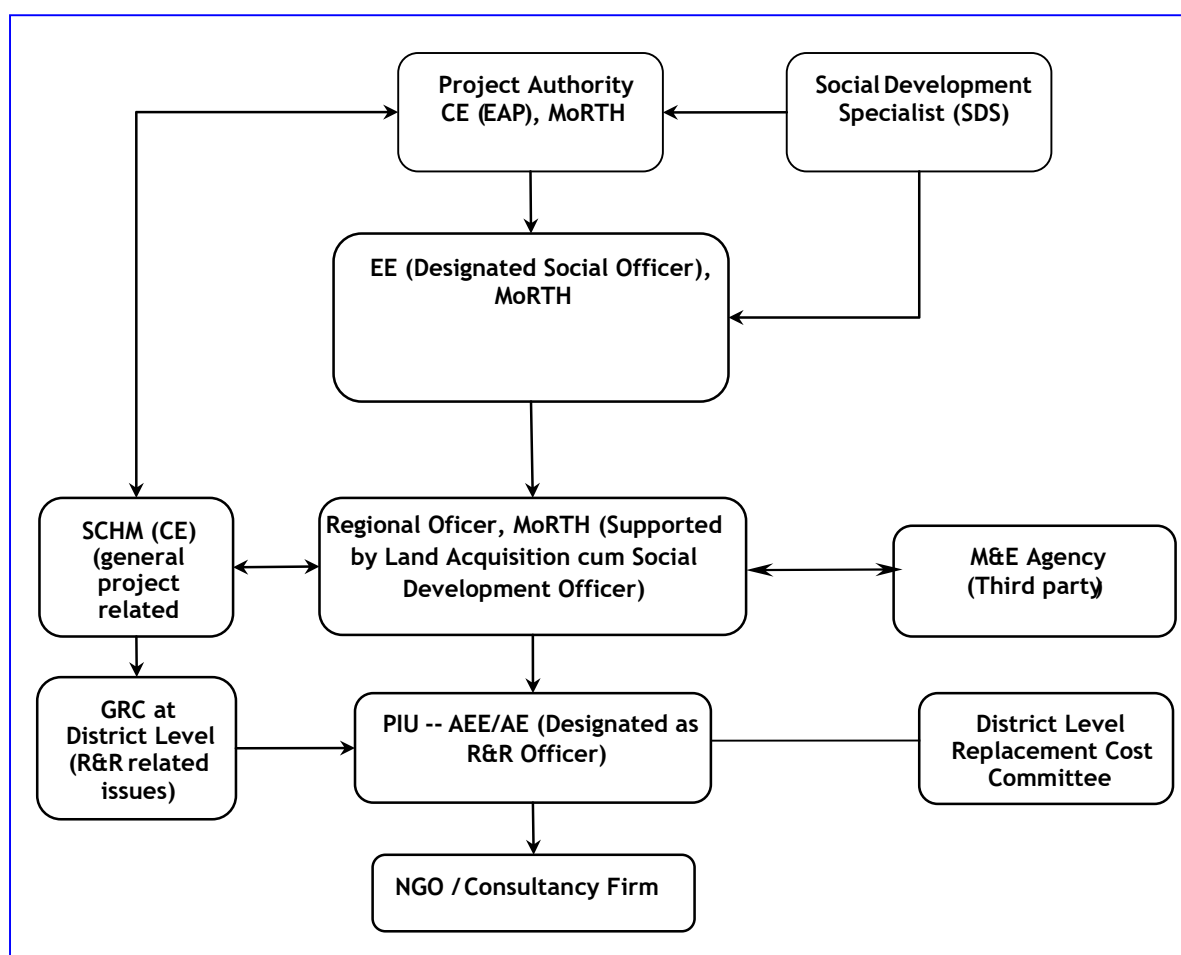 Project Authority
CE (EAP), MoRTH
Social Development
Specialist (SDS)
EE (Designated Social Officer),
MoRTH
SCHM (CE)
(general
project
related
Regional Oficer, MoRTH (Supported
by Land Acquisition cum Social
Development Officer)
M&E Agency
(Third party)
GRC at
District Level
(R&R related
issues)
PIU -- AEE/AE (Designated as
R&R Officer)
District Level
Replacement Cost
Committee
NGO / Consultancy Firm